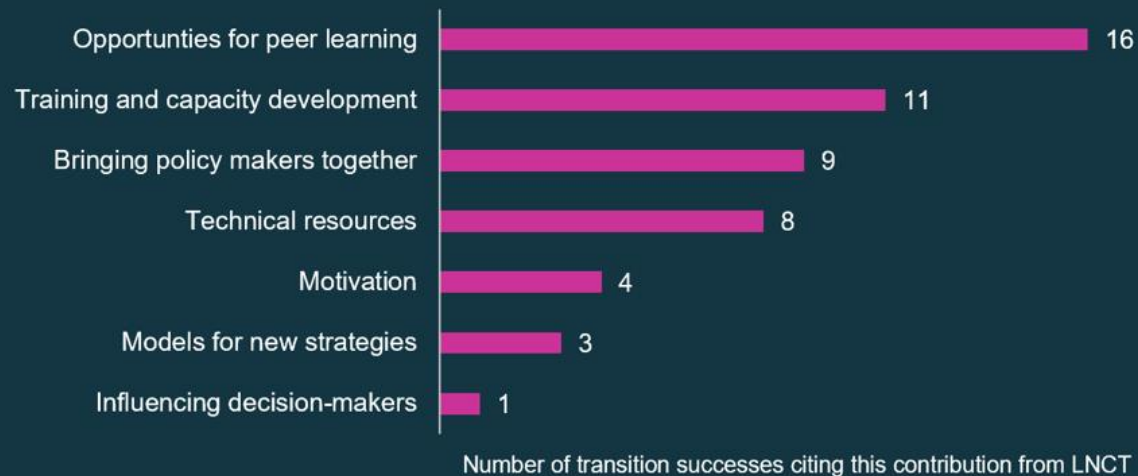 Opportunties for peer learning 16
Training and capacity development 11
Bringing policy makers together 9
Technical resources 8
Motivation 4
Models for new strategies 3
Influencing decision-makers 1
Number of transition successes citing this contribution from LNCT